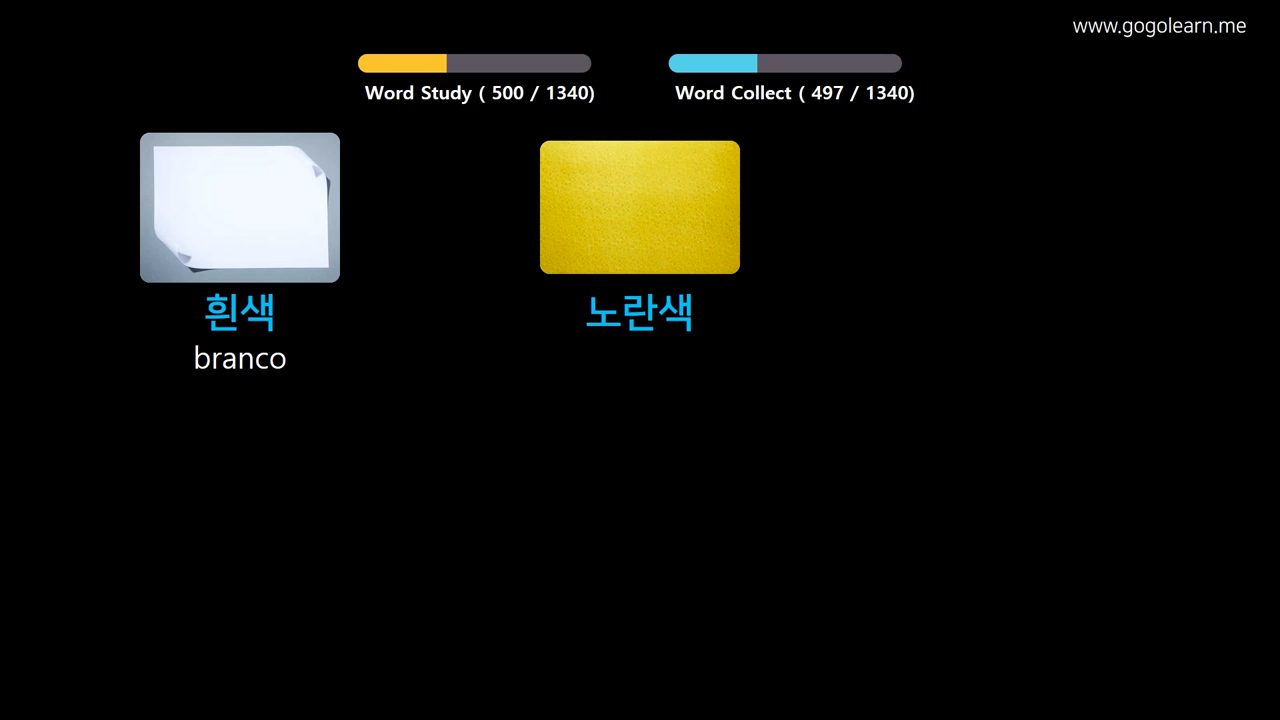 www.gogolearn.me
Word Study ( 500 / 1340)
Word Collect ( 497 / 1340)
흰색
노란색
branco